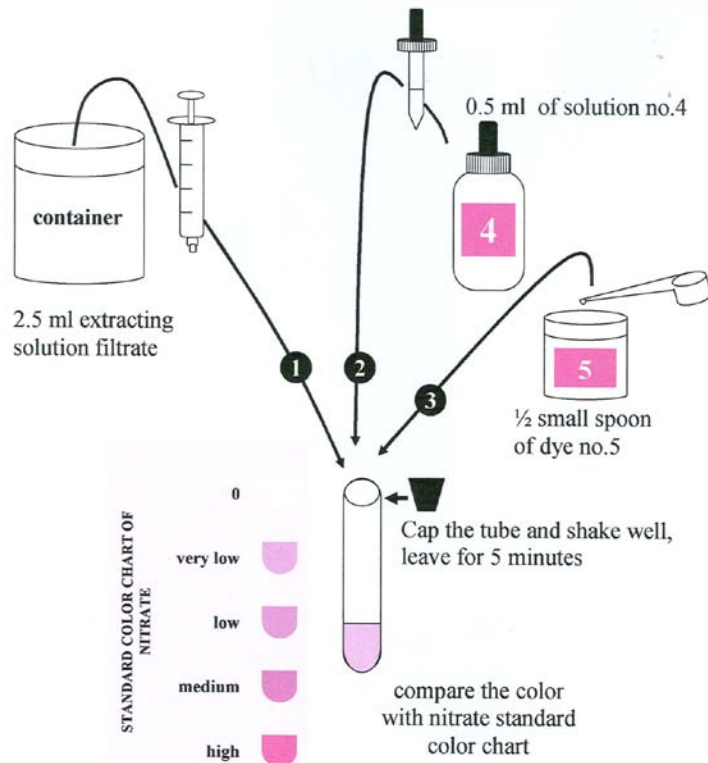 0.5 ml of solution no.4
4
container
2.5 ml extracting
solution filtrate
1
2
3
5
½ small spoon
of dye no.5
Cap the tube and shake well,
leave for 5 minutes
STANDARD COLOR CHART OF
NITRATE
0
very low
low
medium
high
compare the color
with nitrate standard
color chart